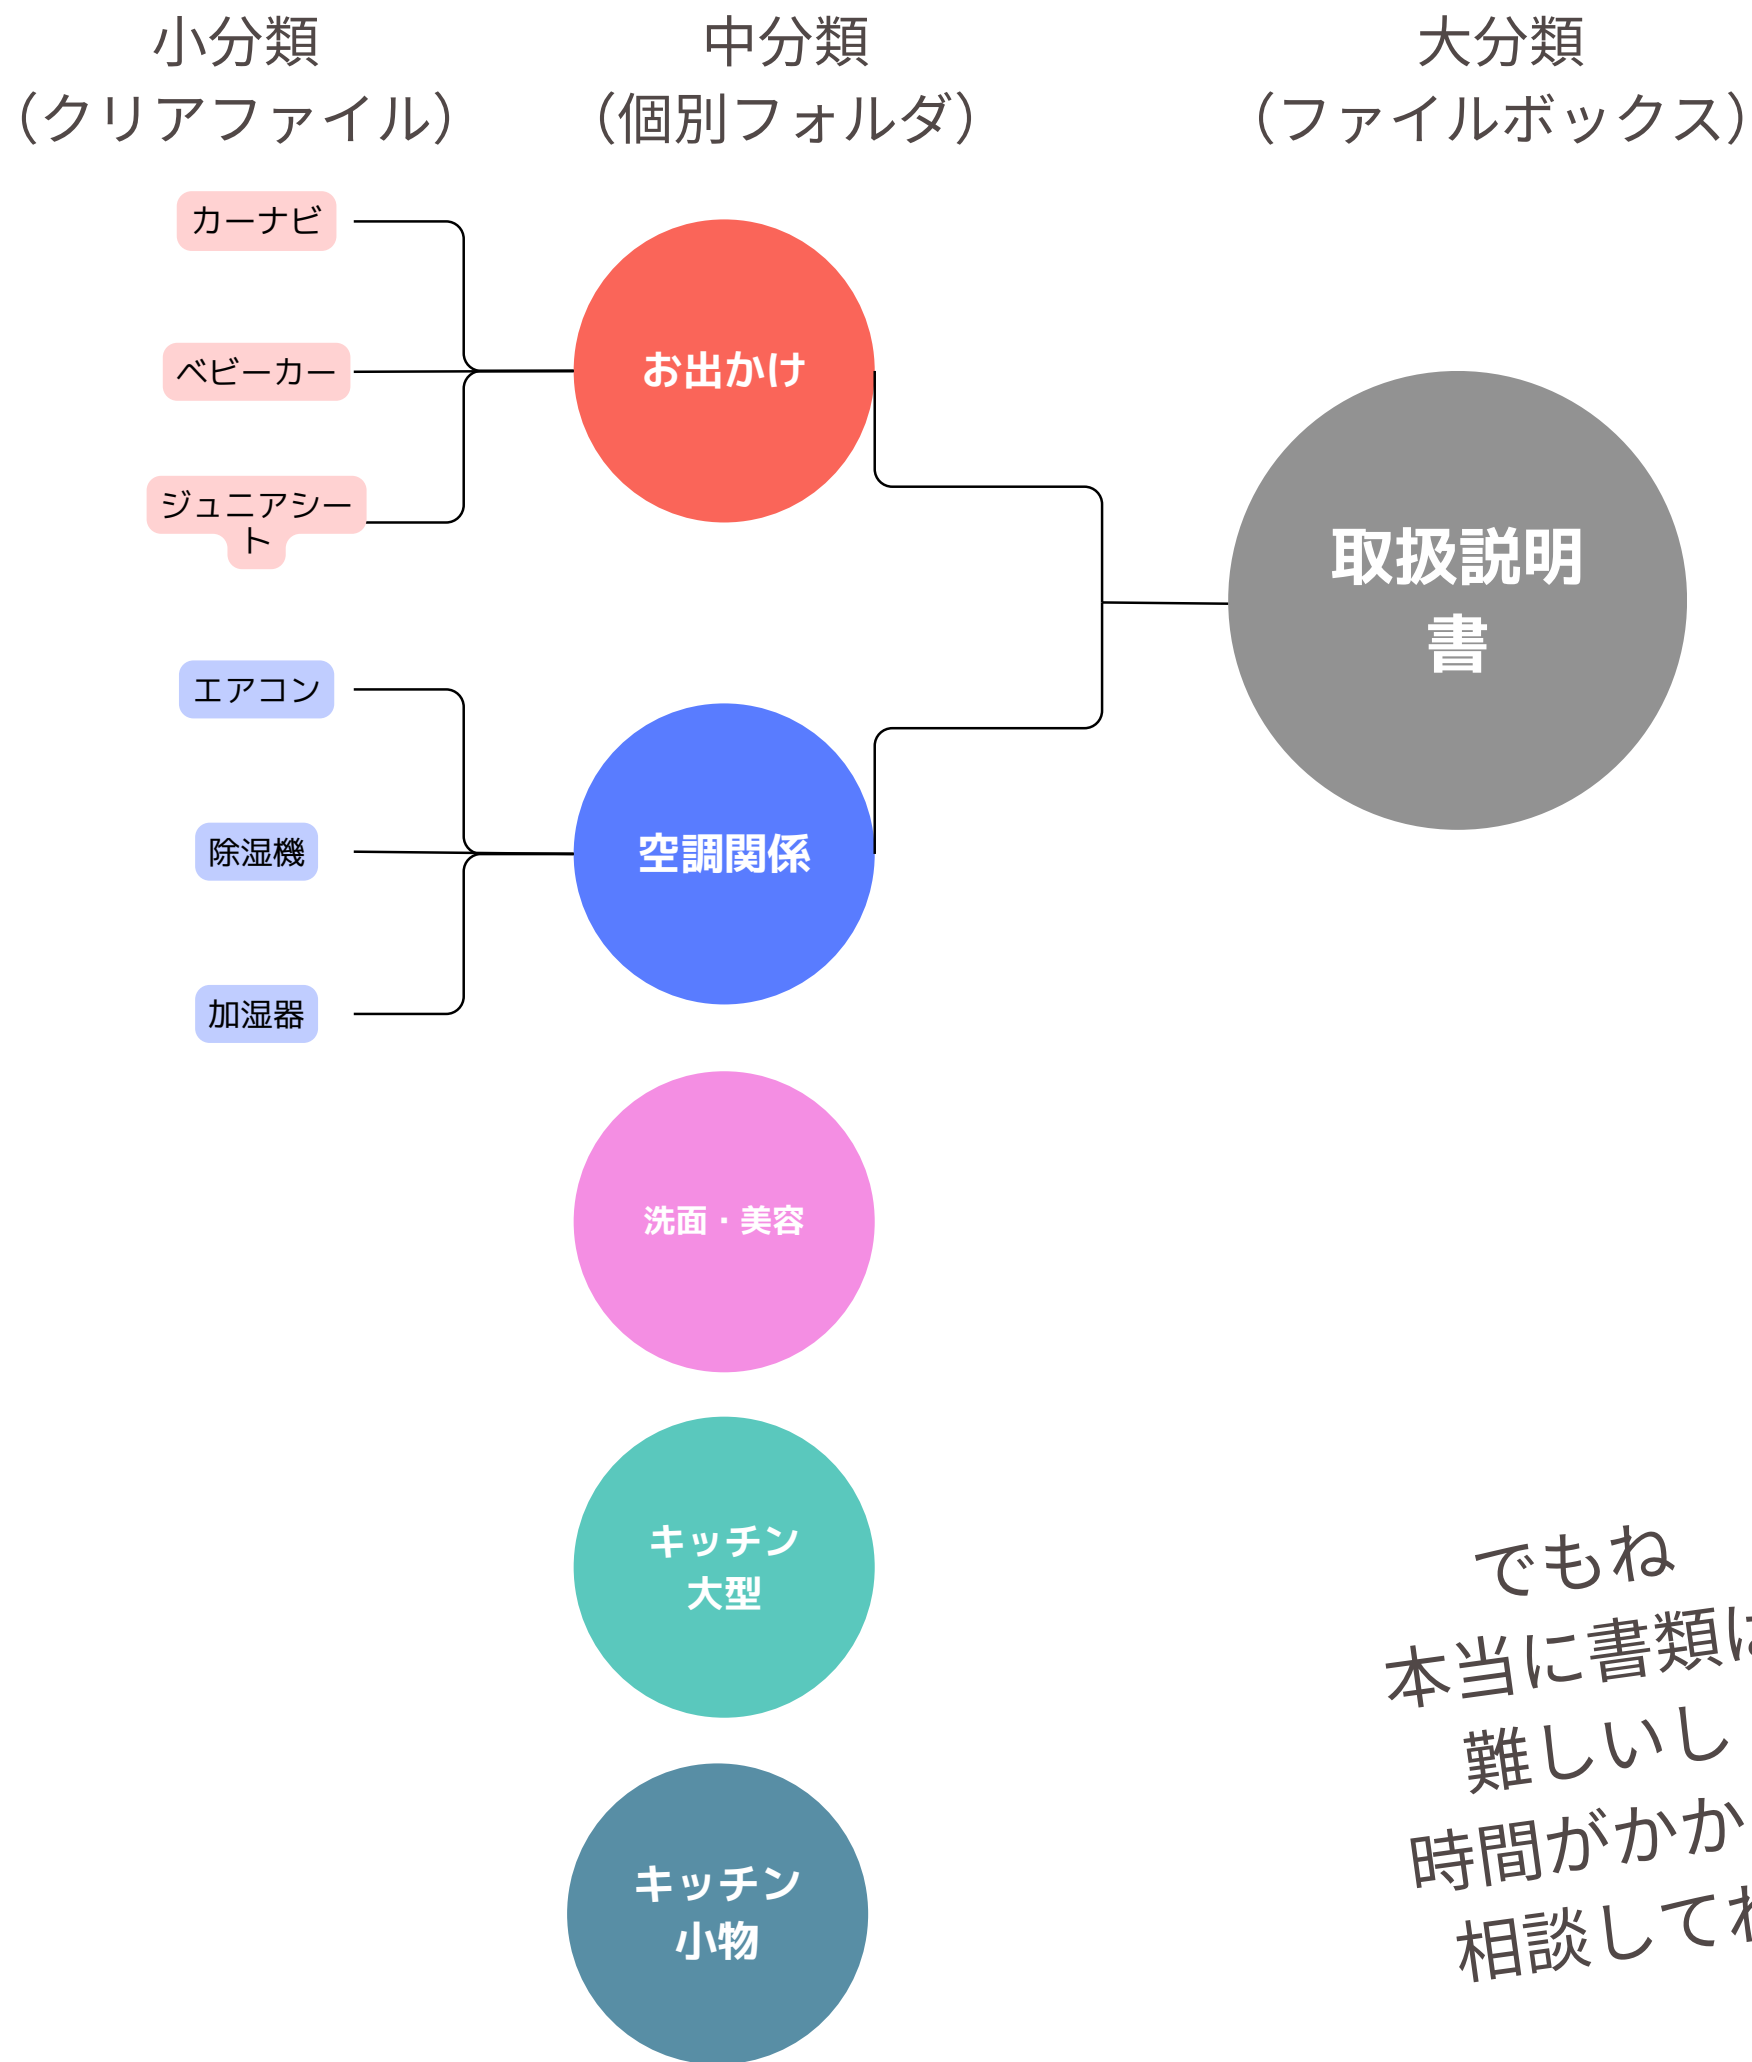 小分類
（クリアファイル）
中分類
（個別フォルダ）
大分類
（ファイルボックス）
カーナビ
ベビーカー
ジュニアシー
ト
エアコン
除湿機
加湿器
お出かけ
空調関係
洗面・美容
キッチン
大型
キッチン
小物
取扱説明
書
でもね
本当に書類は
難しいし
時間がかか
相談してね